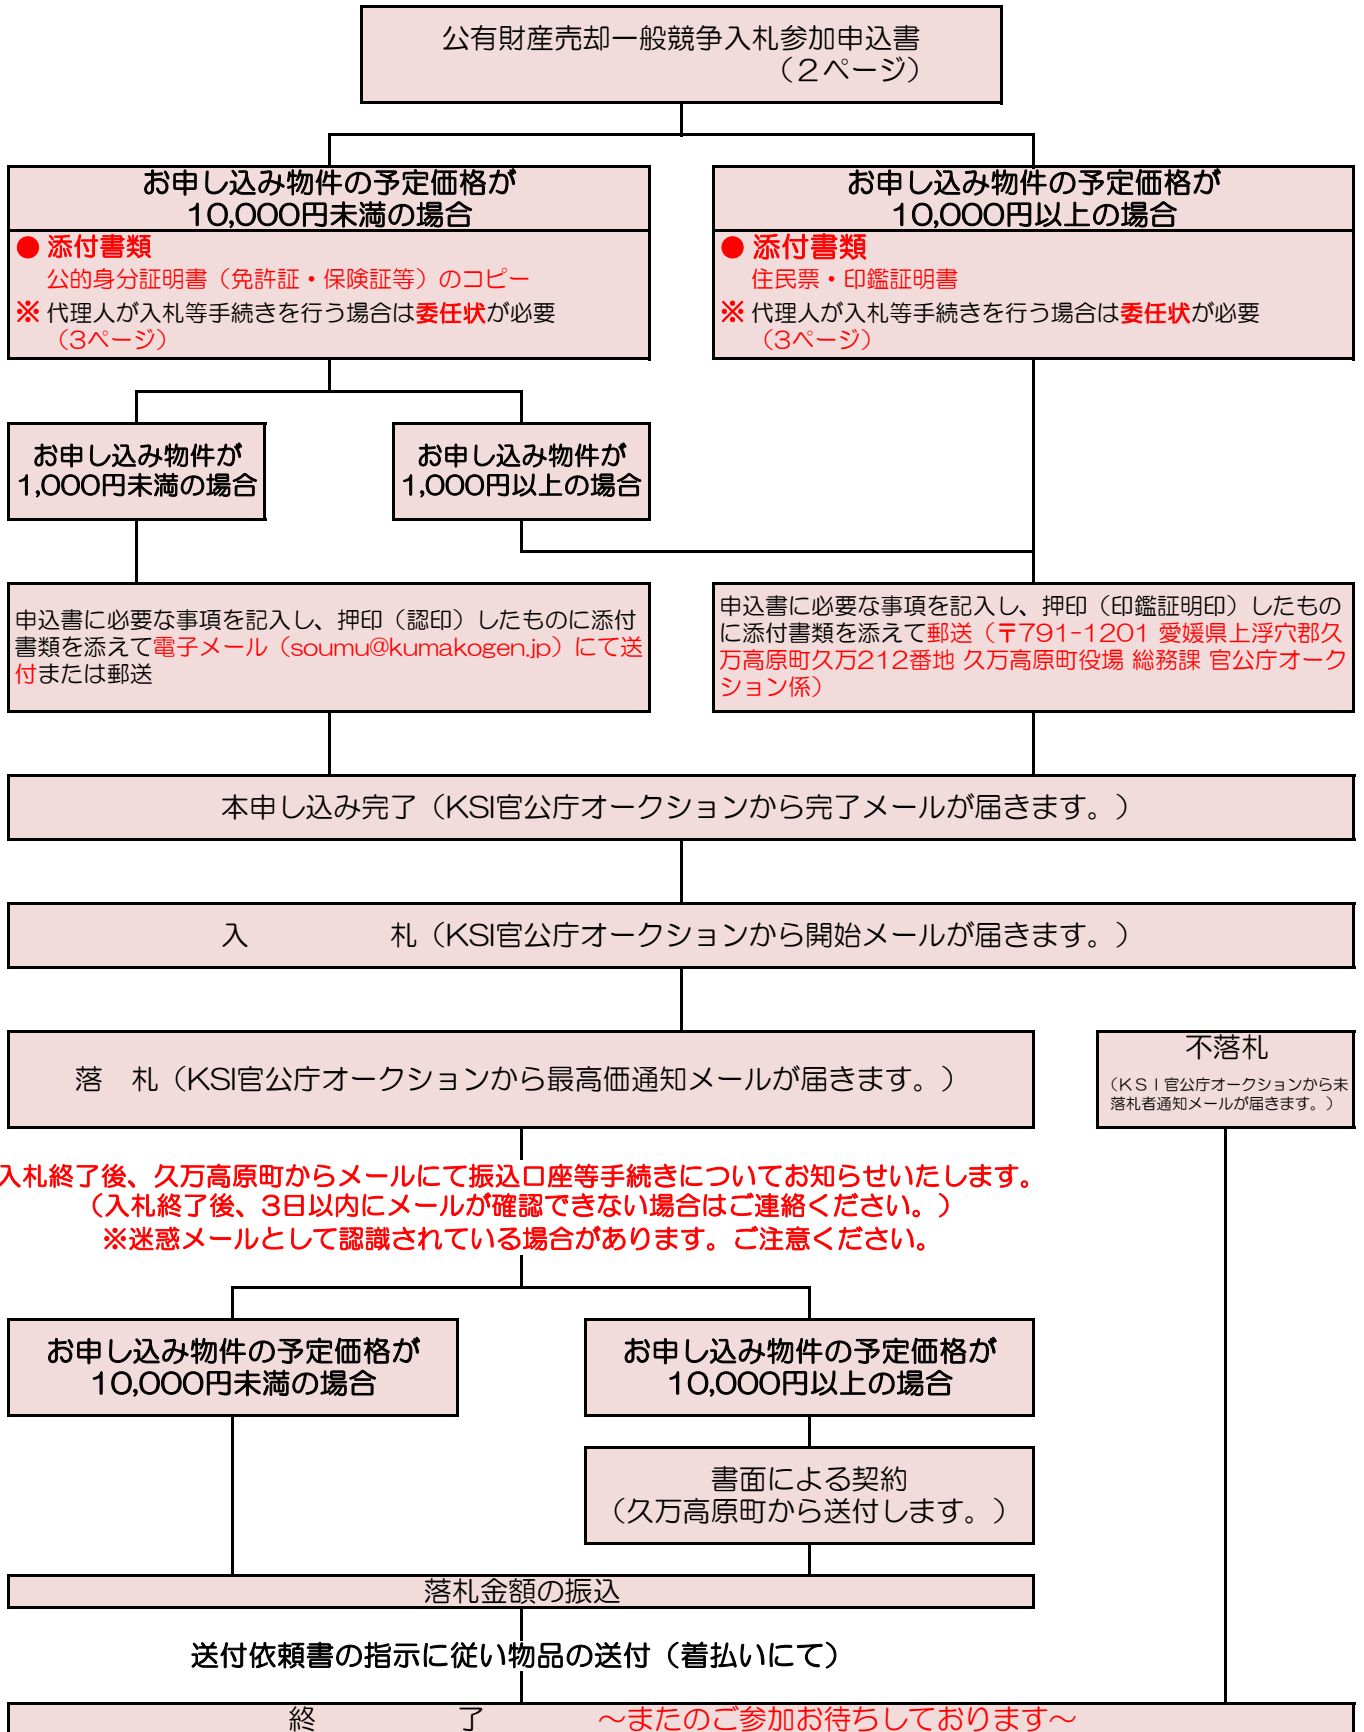 公有財産売却一般競争入札参加申込書
（２ページ）
お申し込み物件の予定価格が
10,000円未満の場合
● 添付書類
公的身分証明書（免許証・保険証等）のコピー
※ 代理人が入札等手続きを行う場合は委任状が必要
（3ページ）
お申し込み物件の予定価格が
10,000円以上の場合
● 添付書類
住民票・印鑑証明書
※ 代理人が入札等手続きを行う場合は委任状が必要
（3ページ）
お申し込み物件が
1,000円未満の場合
お申し込み物件が
1,000円以上の場合
申込書に必要な事項を記入し、押印（認印）したものに添付
書類を添えて電子メール（soumu@kumakogen.jp）にて送
付または郵送
申込書に必要な事項を記入し、押印（印鑑証明印）したもの
に添付書類を添えて郵送（〒791-1201 愛媛県上浮穴郡久
万高原町久万212番地 久万高原町役場 総務課 官公庁オーク
ション係）
本申し込み完了（KSI官公庁オークションから完了メールが届きます。）
入　　　　　札（KSI官公庁オークションから開始メールが届きます。）
落　札（KSI官公庁オークションから最高価通知メールが届きます。）
不落札
（ＫＳＩ官公庁オークションから未
落札者通知メールが届きます。）
入札終了後、久万高原町からメールにて振込口座等手続きについてお知らせいたします。
（入札終了後、3日以内にメールが確認できない場合はご連絡ください。）
※迷惑メールとして認識されている場合があります。ご注意ください。
お申し込み物件の予定価格が
10,000円未満の場合
お申し込み物件の予定価格が
10,000円以上の場合
書面による契約
（久万高原町から送付します。）
落札金額の振込
送付依頼書の指示に従い物品の送付（着払いにて）
終　　　　　了　　　　～またのご参加お待ちしております～